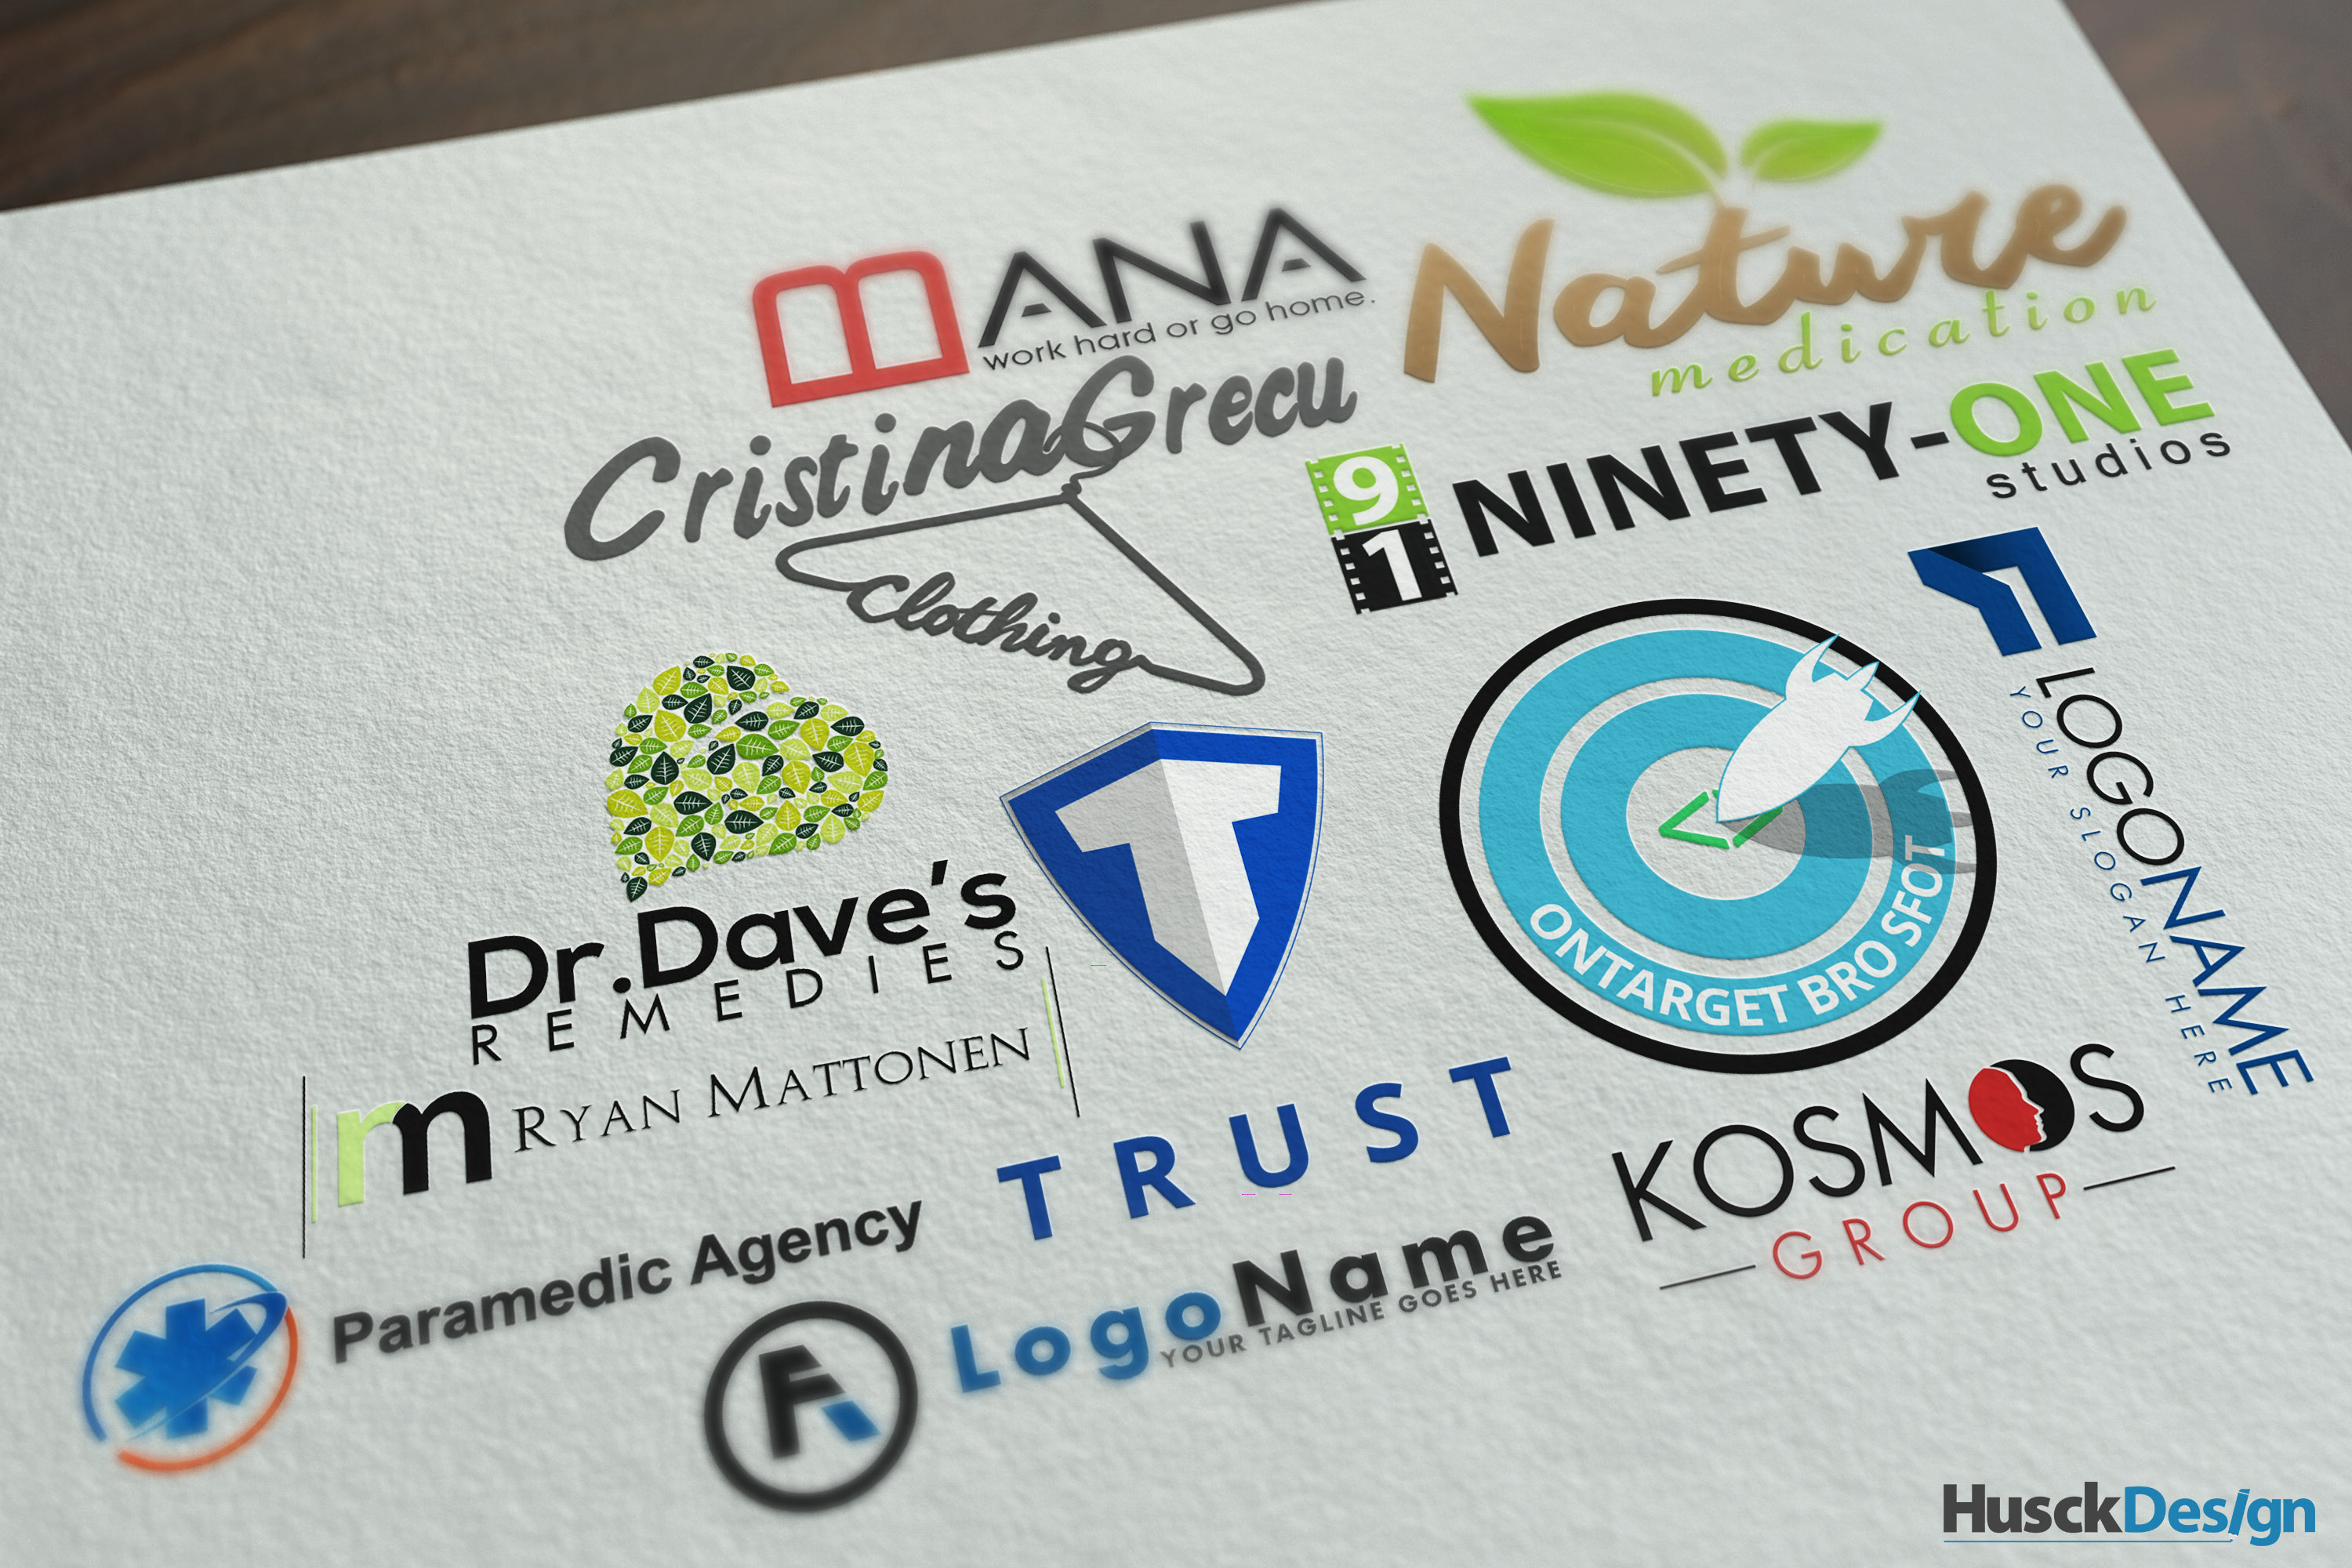 MANA
work hard or go home.
Nature
medication
CristinaGrecu
Clothing
91
NINETY-ONE
studios
LOGONAME
YOUR SLOGAN HERE
ONTARGET BRO SFOT
Dr.Dave's
REMEDIES
T
TRUST
rm RYAN MATTONEN
KOSMOS
GROUP
Paramedic Agency
LogoName
YOUR TAGLINE GOES HERE
HusckDesign